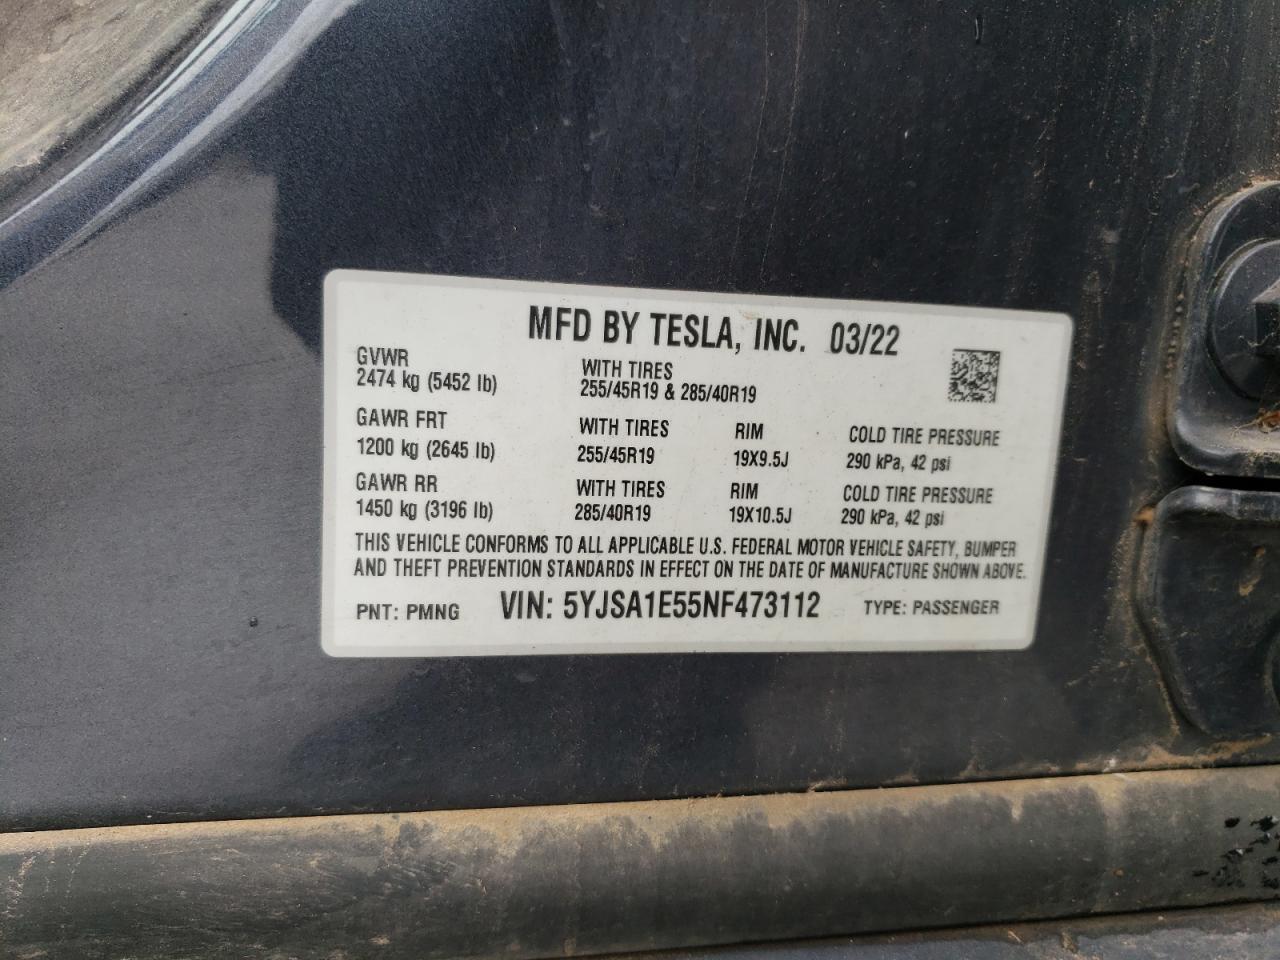 MFD BY TESLA, INC. 03/22
GVWR
2474 kg (5452 lb)
WITH TIRES
255/45R19 & 285/40R19
GAWR FRT
1200 kg (2645 lb)
WITH TIRES
255/45R19
RIM
19X9.5J
COLD TIRE PRESSURE
290 kPa, 42 psi
GAWR RR
1450 kg (3196 lb)
WITH TIRES
285/40R19
RIM
19X10.5J
COLD TIRE PRESSURE
290 kPa, 42 psi
THIS VEHICLE CONFORMS TO ALL APPLICABLE U.S. FEDERAL MOTOR VEHICLE SAFETY, BUMPER
AND THEFT PREVENTION STANDARDS IN EFFECT ON THE DATE OF MANUFACTURE SHOWN ABOVE.
PNT: PMNG VIN: 5YJSA1E55NF473112 TYPE: PASSENGER